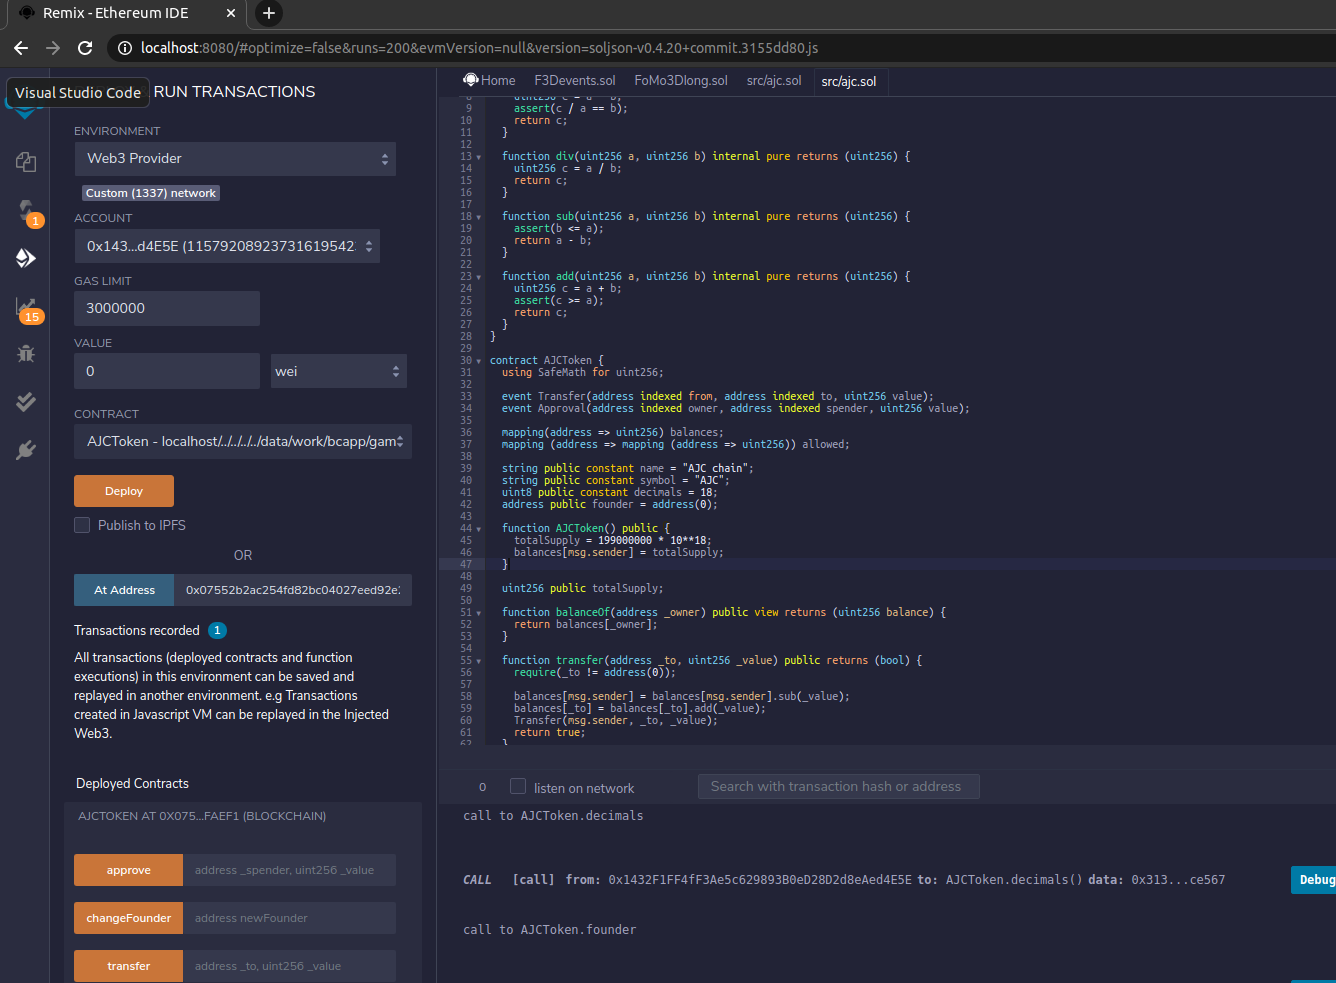 Remix - Ethereum IDE
localhost:8080/#optimize=false&runs=200&evmVersion=null&version=soljson-v0.4.20+commit.3155dd80.js
Visual Studio Code
RUN TRANSACTIONS
ENVIRONMENT
Web3 Provider
Custom (1337) network
1
ACCOUNT
0x143...d4E5E (11579208923731619542
GAS LIMIT
3000000
15
VALUE
0
wei
CONTRACT
AJCToken - localhost/../../../../data/work/bcapp/gam
Deploy
Publish to IPFS
OR
At Address
0x07552b2ac254fd82bc04027eed92e
Transactions recorded 1
All transactions (deployed contracts and function
executions) in this environment can be saved and
replayed in another environment. e.g Transactions
created in Javascript VM can be replayed in the Injected
Web3.
Deployed Contracts
AJCTOKEN AT 0X075...FAEF1 (BLOCKCHAIN)
approve
address _spender, uint256 _value
changeFounder
address newFounder
transfer
address _to, uint256 _value
Home F3Devents.sol FoMo3Dlong.sol src/ajc.sol src/ajc.sol
8 uint256 c = a * b;
9 assert(c / a == b);
10 return c;
11 }
12
13 function div(uint256 a, uint256 b) internal pure returns (uint256) {
14 uint256 c = a / b;
15 return c;
16 }
17
18 function sub(uint256 a, uint256 b) internal pure returns (uint256) {
19 assert(b <= a);
20 return a - b;
21 }
22
23 function add(uint256 a, uint256 b) internal pure returns (uint256) {
24 uint256 c = a + b;
25 assert(c >= a);
26 return c;
27 }
28 }
29
30 contract AJCToken {
31 using SafeMath for uint256;
32
33 event Transfer(address indexed from, address indexed to, uint256 value);
34 event Approval(address indexed owner, address indexed spender, uint256 value);
35
36 mapping(address => uint256) balances;
37 mapping (address => mapping (address => uint256)) allowed;
38
39 string public constant name = "AJC chain";
40 string public constant symbol = "AJC";
41 uint8 public constant decimals = 18;
42 address public founder = address(0);
43
44 function AJCToken() public {
45 totalSupply = 199000000 * 10**18;
46 balances[msg.sender] = totalSupply;
47 }
48
49 uint256 public totalSupply;
50
51 function balanceOf(address _owner) public view returns (uint256 balance) {
52 return balances[_owner];
53 }
54
55 function transfer(address _to, uint256 _value) public returns (bool) {
56 require(_to != address(0));
57
58 balances[msg.sender] = balances[msg.sender].sub(_value);
59 balances[_to] = balances[_to].add(_value);
60 Transfer(msg.sender, _to, _value);
61 return true;
62 }
0
listen on network
Search with transaction hash or address
call to AJCToken.decimals
CALL [call] from: 0x1432F1FF4fF3Ae5c629893B0eD28D2d8eAed4E5E to: AJCToken.decimals() data: 0x313...ce567
Debug
call to AJCToken.founder